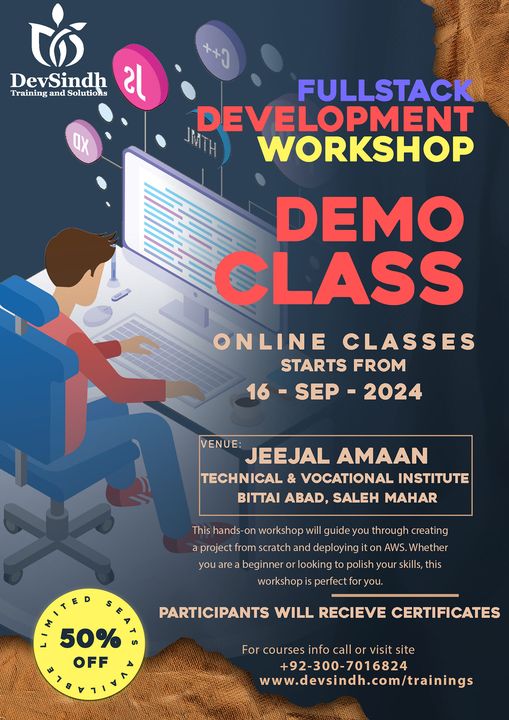 DevSindh
Training and Solutions
JS
C++
XD
HTML
FULLSTACK
DEVELOPMENT
WORKSHOP
DEMO
CLASS
ONLINE CLASSES
STARTS FROM
16 - SEP - 2024
VENUE:
JEEJAL AMAAN
TECHNICAL & VOCATIONAL INSTITUTE
BITTAI ABAD, SALEH MAHAR
This hands-on workshop will guide you through creating
a project from scratch and deploying it on AWS. Whether
you are a beginner or looking to polish your skills, this
workshop is perfect for you.
PARTICIPANTS WILL RECIEVE CERTIFICATES
LIMITED SEATS AVAILABLE
50%
OFF
For courses info call or visit site
+92-300-7016824
www.devsindh.com/trainings